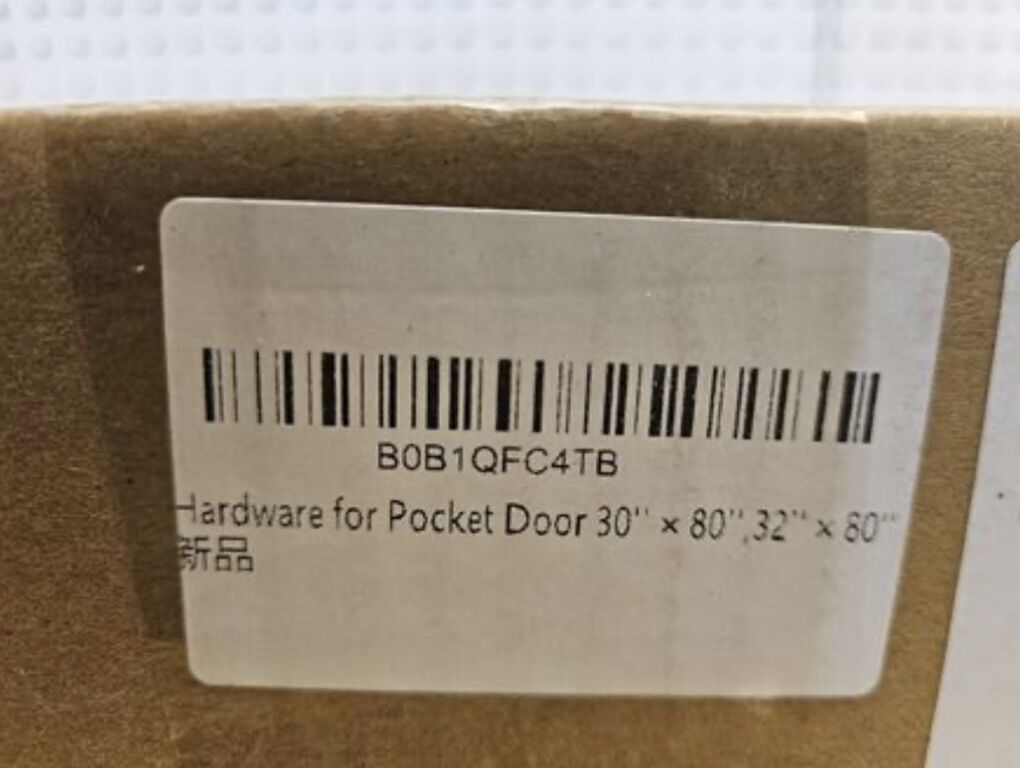 B0B1QFC4TB
Hardware for Pocket Door 30'' × 80'',32'' × 80''
新品